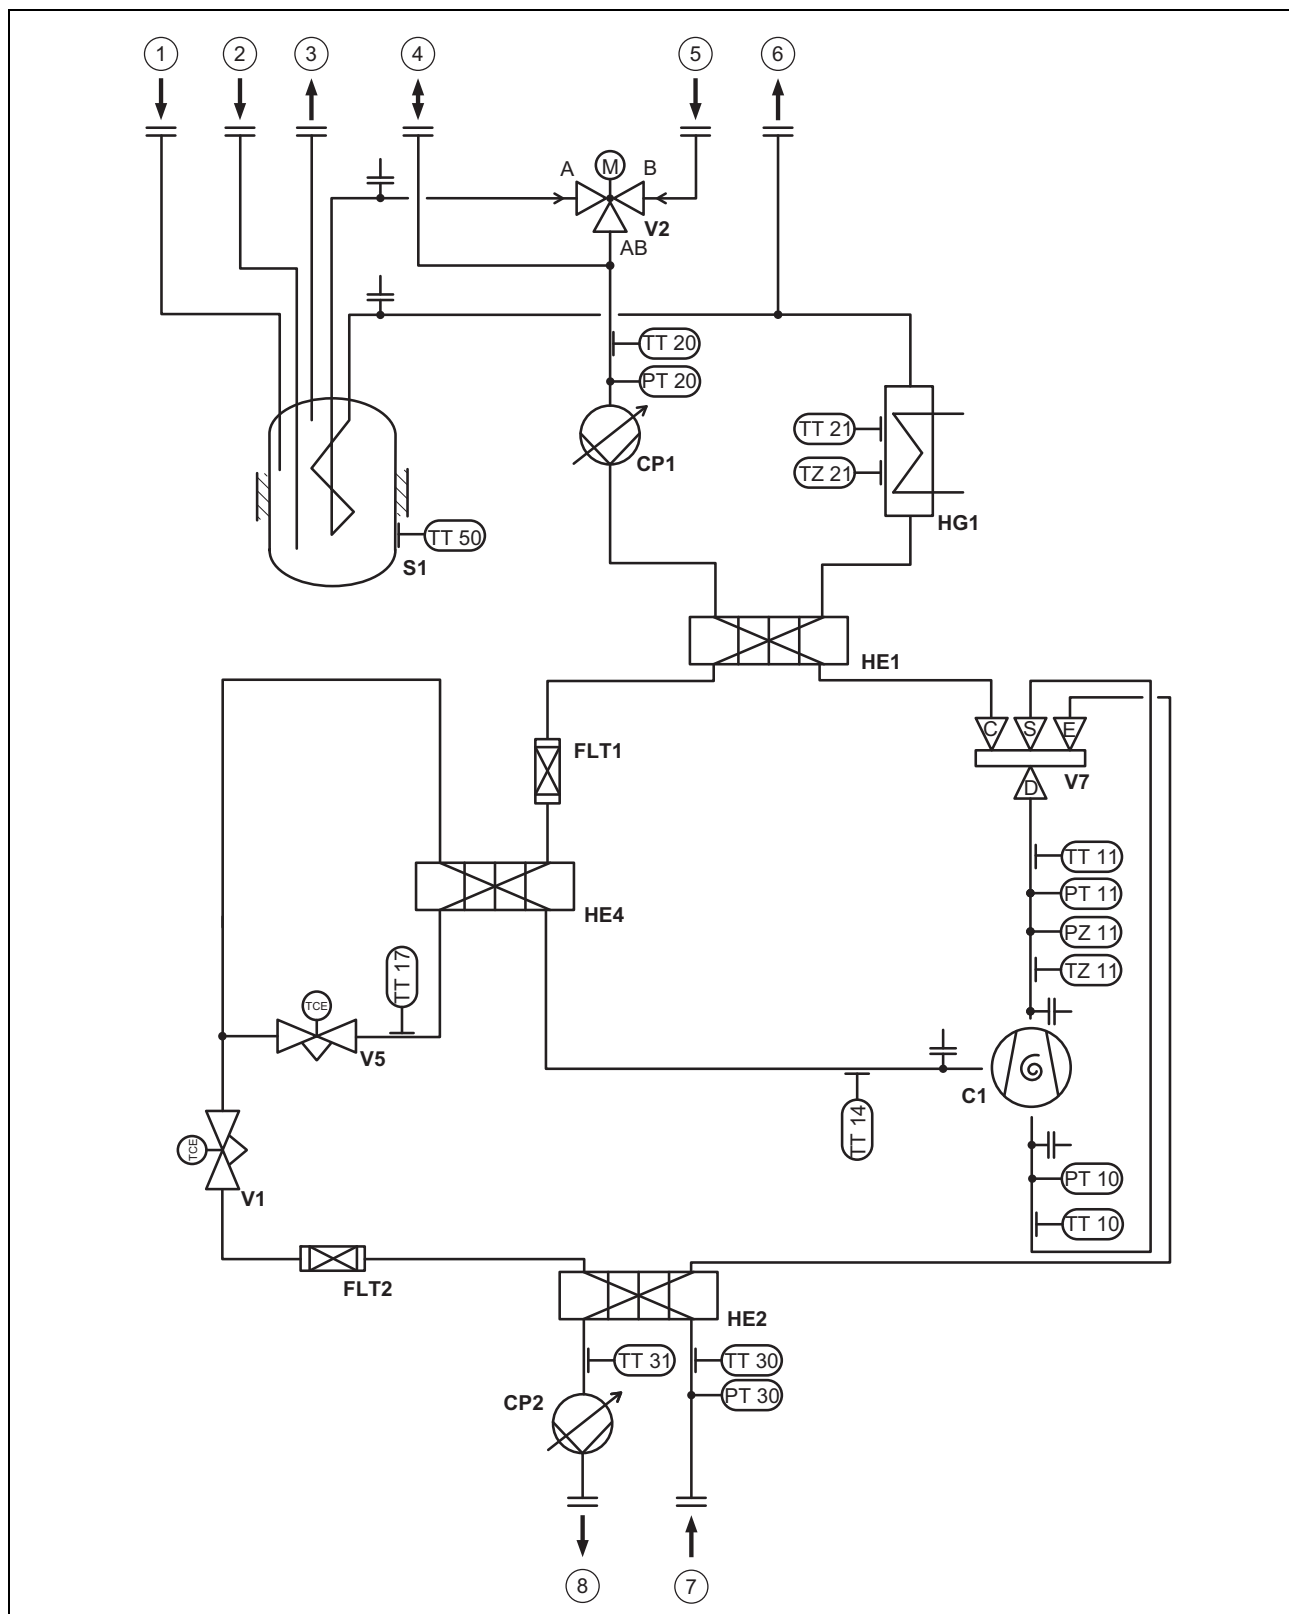 1 2 3 4 5 6
A M B
V2
AB
TT 20
PT 20
CP1
TT 21
TZ 21
HG1
TT 50
S1
HE1
C S E
V7
D
FLT1
TT 11
PT 11
PZ 11
TZ 11
HE4
TT 17
TCE
V5
C1
TT 14
TCE
V1
PT 10
TT 10
FLT2
HE2
TT 31 TT 30
PT 30
CP2
8 7